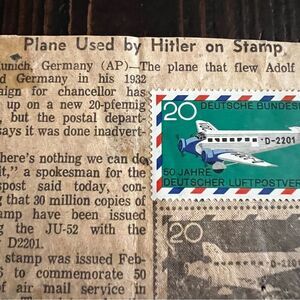 Plane Used by Hitler on Stamp
unich, Germany (AP)—The plane that flew Adolf
d Germany in his 1932
aign for chancellor has
up on a new 20-pfennig
but the postal depart-
says it was done inadvert-
here's nothing we can do
it," a spokesman for the
post said today, con-
g that 30 million copies of
amp have been issued
g the JU-52 with the
D2201.
stamp was issued Feb-
6 to commemorate 50
of air mail service in
20
DEUTSCHE BUNDES
D-2201
50 JAHRE
DEUTSCHER LUFTPOSTVER
20
D-2201